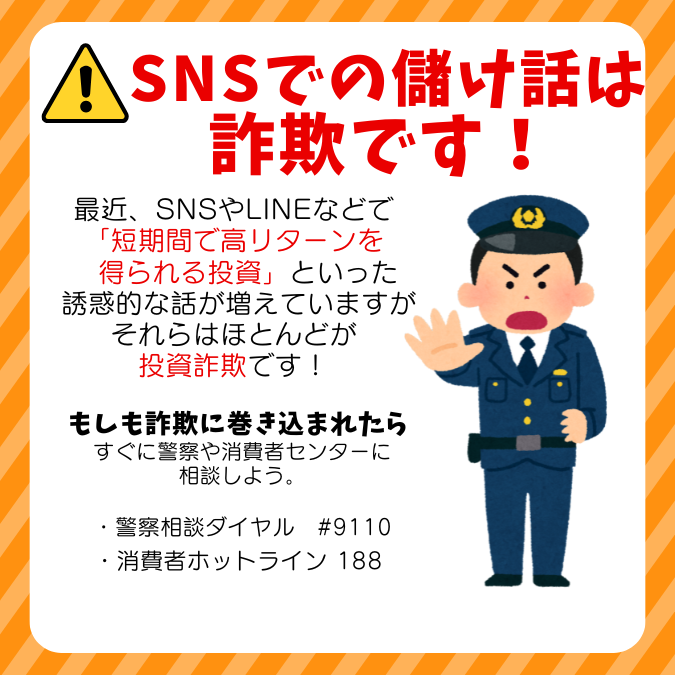 SNSでの儲け話は
詐欺です！
最近、SNSやLINEなどで
「短期間で高リターンを
得られる投資」といった
誘惑的な話が増えていますが
それらはほとんどが
投資詐欺です！
もしも詐欺に巻き込まれたら
すぐに警察や消費者センターに
相談しよう。
・警察相談ダイヤル　#9110
・消費者ホットライン 188